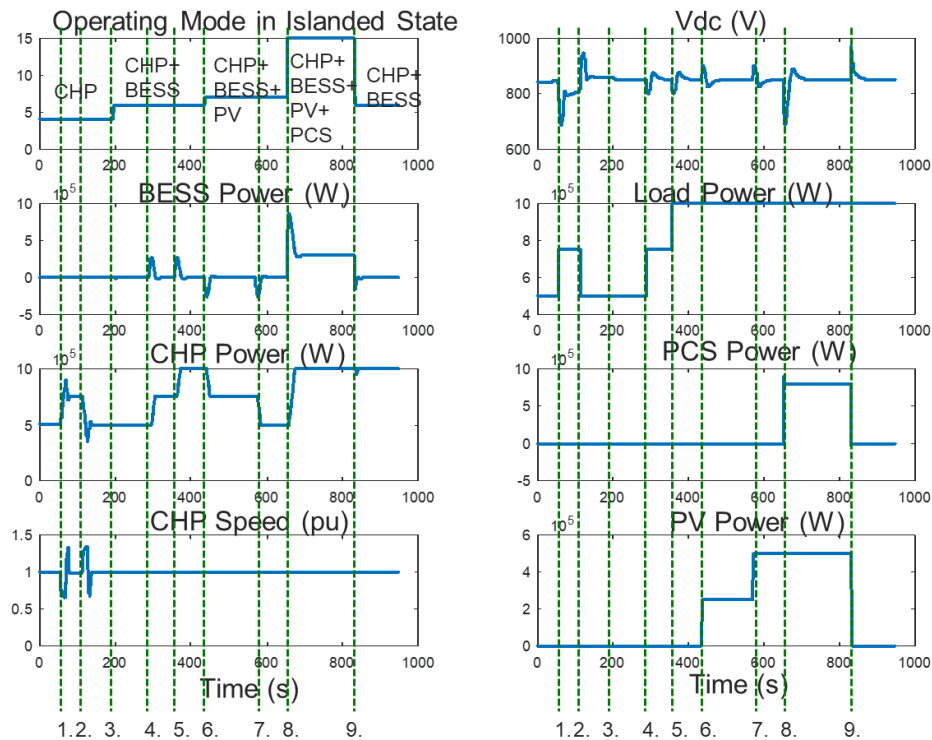 Operating Mode in Islanded State
15
10
5
0
CHP
CHP+
BESS
CHP+
BESS+
PV
CHP+
BESS+
PV+
PCS
CHP+
BESS
0 200 400 600 800 1000
Vdc (V)
1000
800
600
0 200 400 600 800 1000
BESS Power (W)
10^5
10
5
0
-5
0 200 400 600 800 1000
Load Power (W)
10^5
10
8
6
4
0 200 400 600 800 1000
CHP Power (W)
10^5
10
5
0
0 200 400 600 800 1000
PCS Power (W)
10^5
10
5
0
-5
0 200 400 600 800 1000
CHP Speed (pu)
1.5
1
0.5
0
0 200 400 600 800 1000
Time (s)
1. 2. 3. 4. 5. 6. 7. 8. 9.
PV Power (W)
10^5
6
4
2
0
0 200 400 600 800 1000
Time (s)
1. 2. 3. 4. 5. 6. 7. 8. 9.